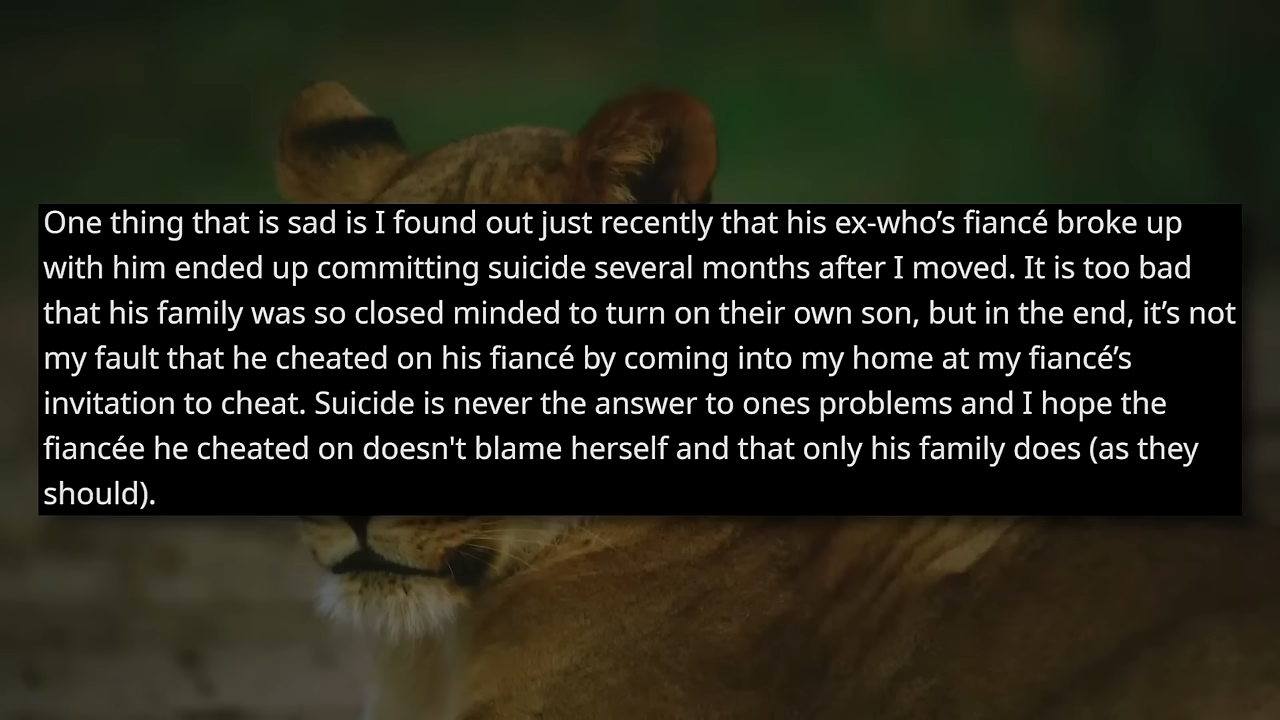 One thing that is sad is I found out just recently that his ex-who’s fiancé broke up
with him ended up committing suicide several months after I moved. It is too bad
that his family was so closed minded to turn on their own son, but in the end, it’s not
my fault that he cheated on his fiancé by coming into my home at my fiancé’s
invitation to cheat. Suicide is never the answer to ones problems and I hope the
fiancée he cheated on doesn't blame herself and that only his family does (as they
should).